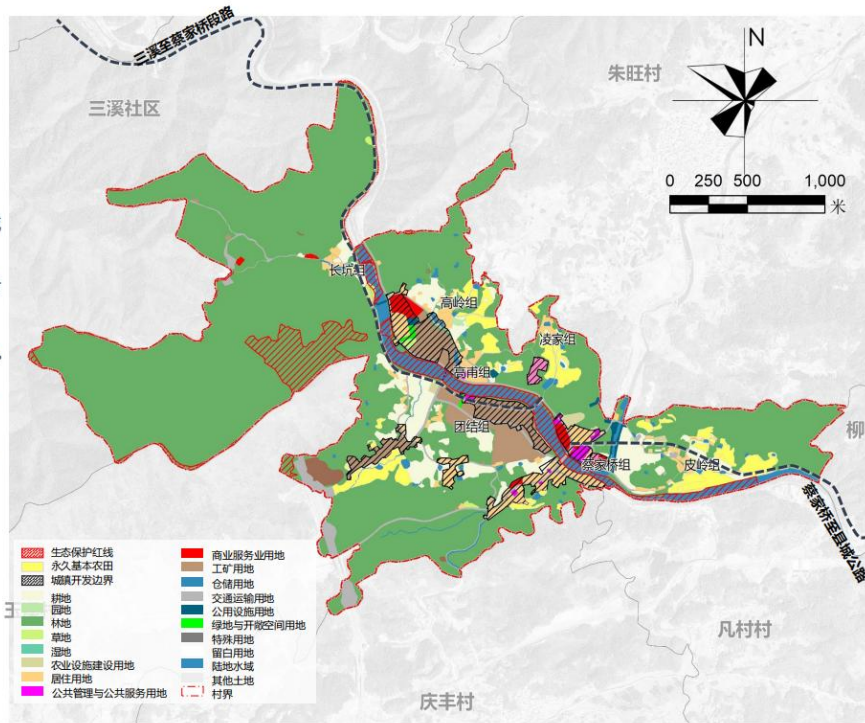 三溪至蔡家桥段路
N
朱旺村
三溪社区
0 250 500 1,000
米
长坑组
高岭组
凌家组
高甫组
团结组
柳
蔡家桥组
皮岭组
蔡家桥至县城公路
生态保护红线
永久基本农田
城镇开发边界
耕地
园地
林地
草地
湿地
农业设施建设用地
居住用地
公共管理与公共服务用地
商业服务业用地
工矿用地
仓储用地
交通运输用地
公用设施用地
绿地与开敞空间用地
特殊用地
留白用地
陆地水域
其他土地
村界
凡村村
庆丰村